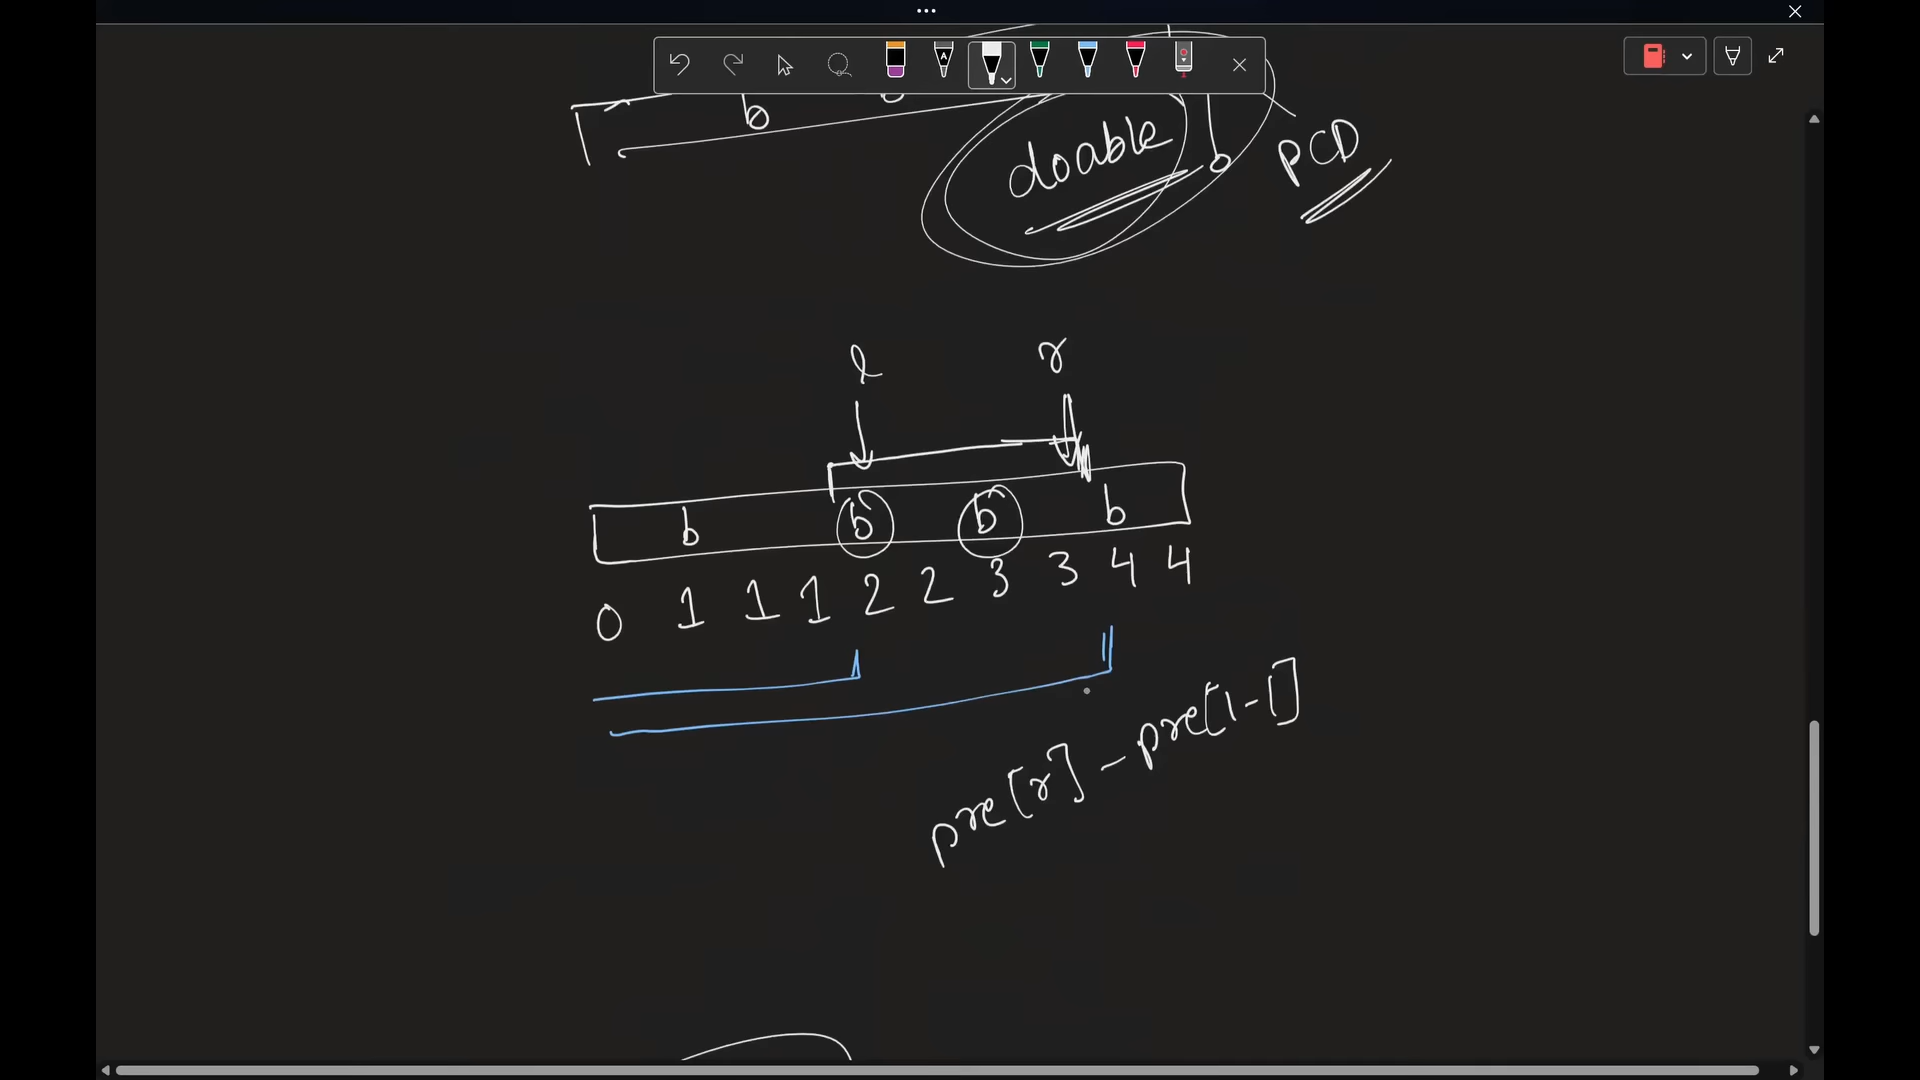 b
doable
PCD
l r
b b b b
0 1 1 1 2 2 3 3 4 4
pre[r] - pre[l-1]